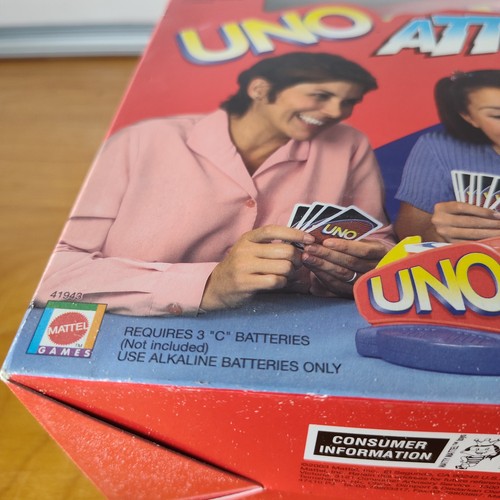 UNO ATT
UNO
UNO
41943
MATTEL
GAMES
REQUIRES 3 "C" BATTERIES
(Not included)
USE ALKALINE BATTERIES ONLY
CONSUMER
INFORMATION